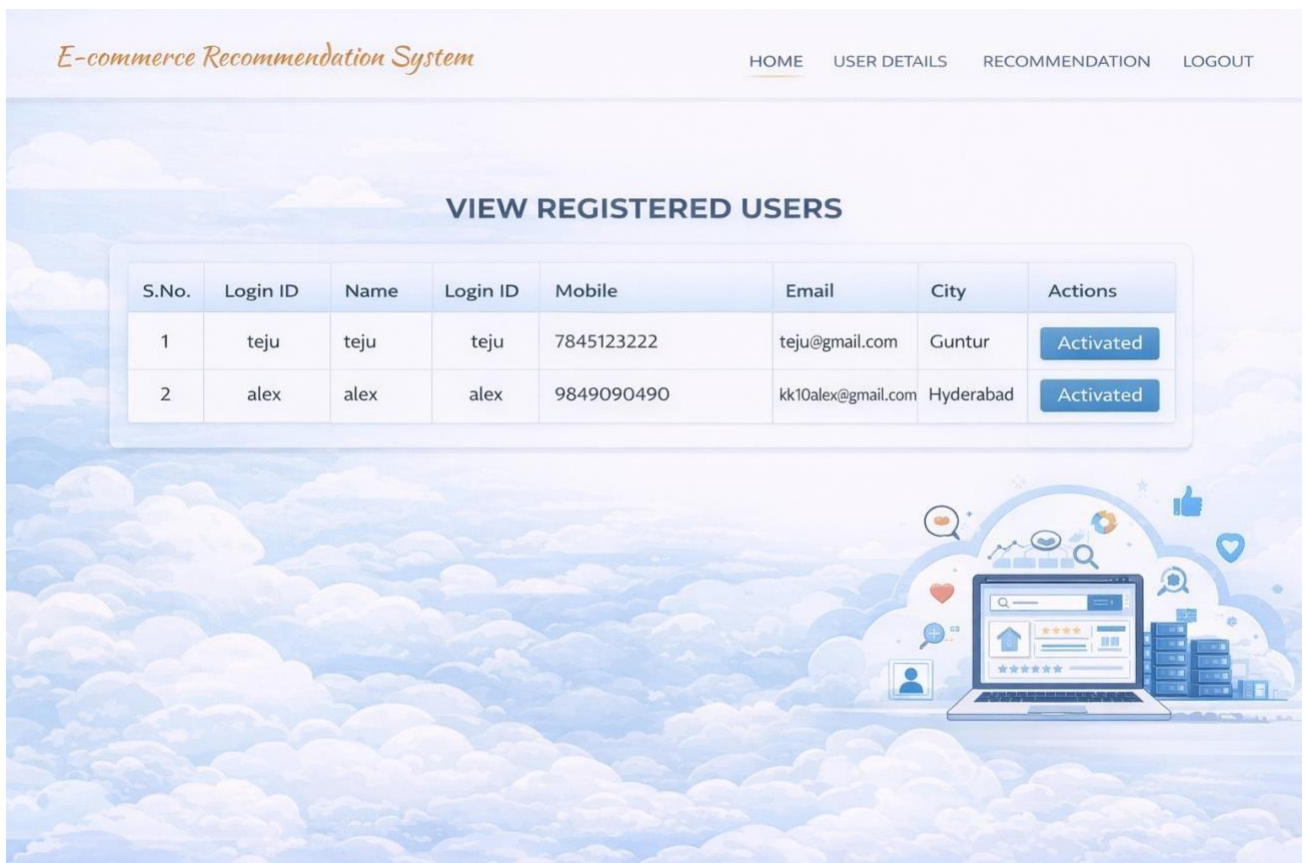 E-commerce Recommendation System
HOME USER DETAILS RECOMMENDATION LOGOUT
VIEW REGISTERED USERS
S.No. Login ID Name Login ID Mobile Email City Actions
1 teju teju teju 7845123222 teju@gmail.com Guntur Activated
2 alex alex alex 9849090490 kk10alex@gmail.com Hyderabad Activated